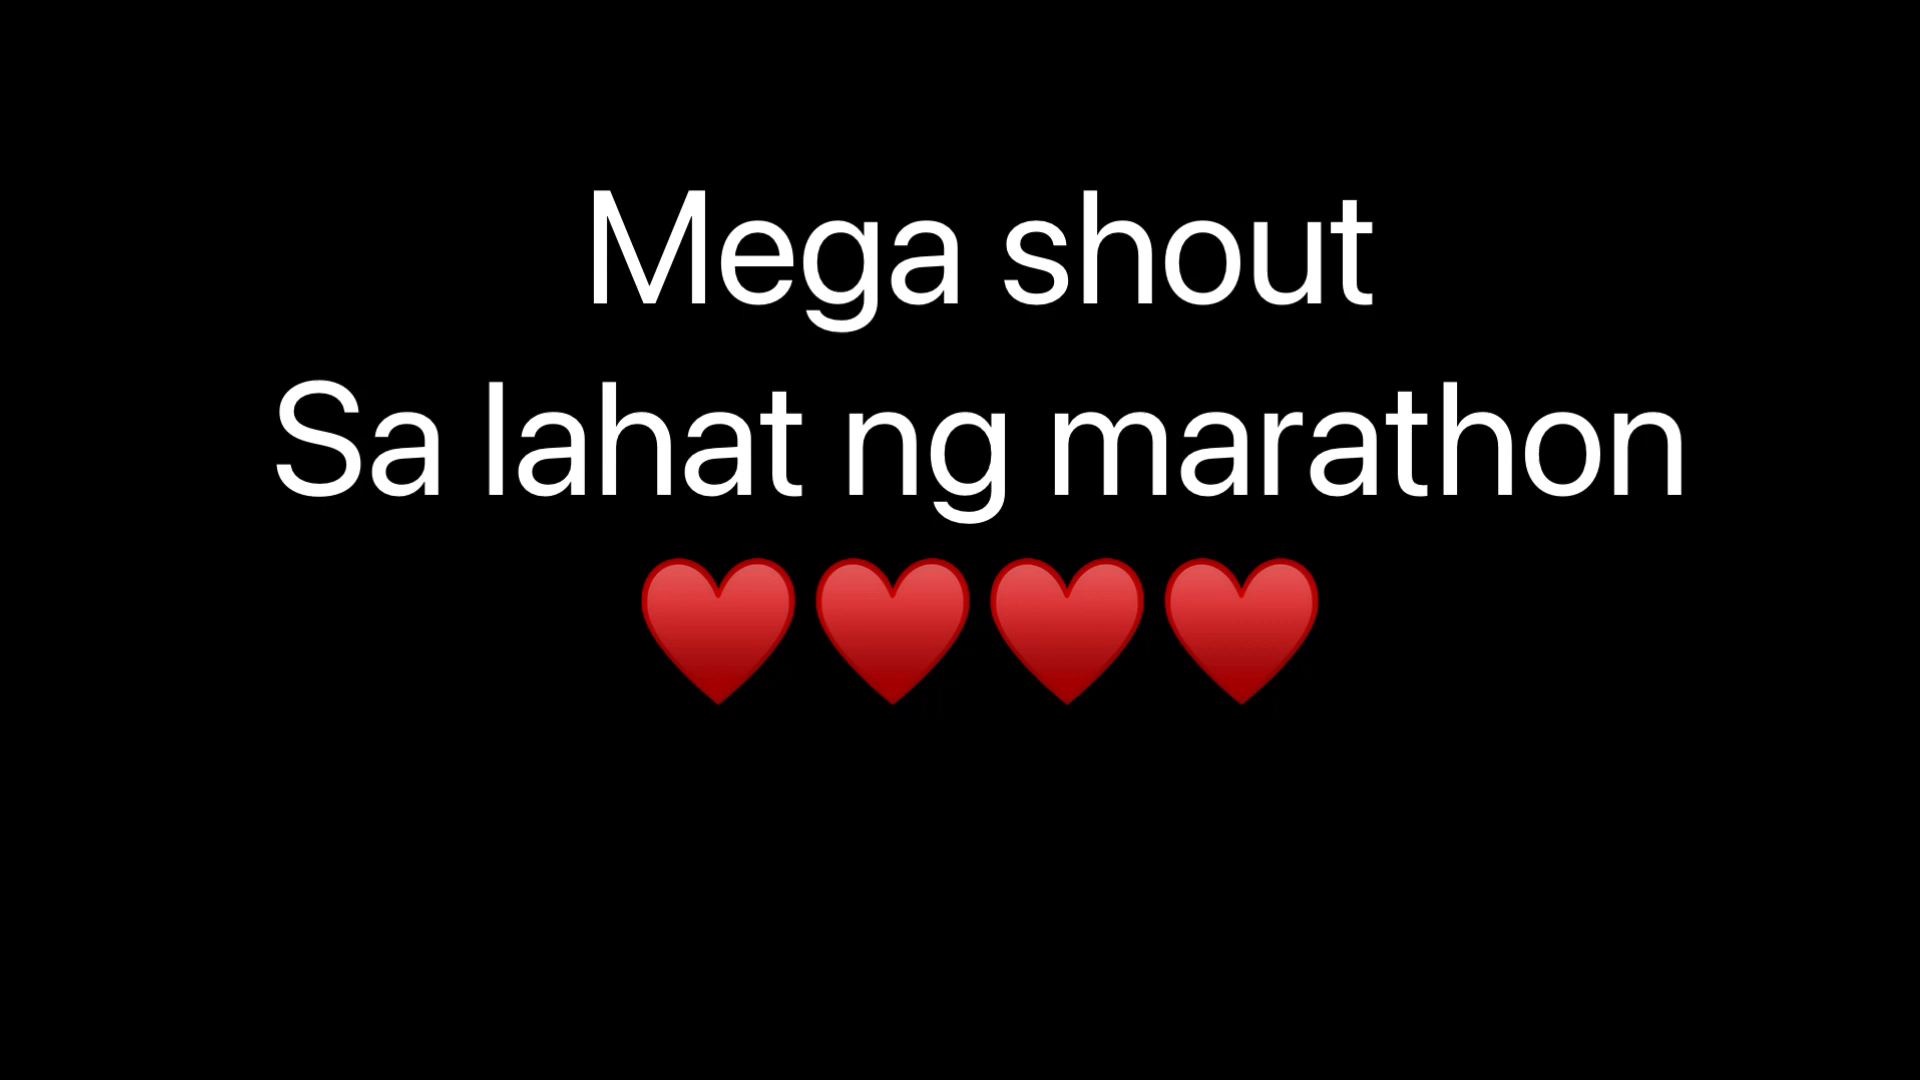 Mega shout
Sa lahat ng marathon
♥️♥️♥️♥️